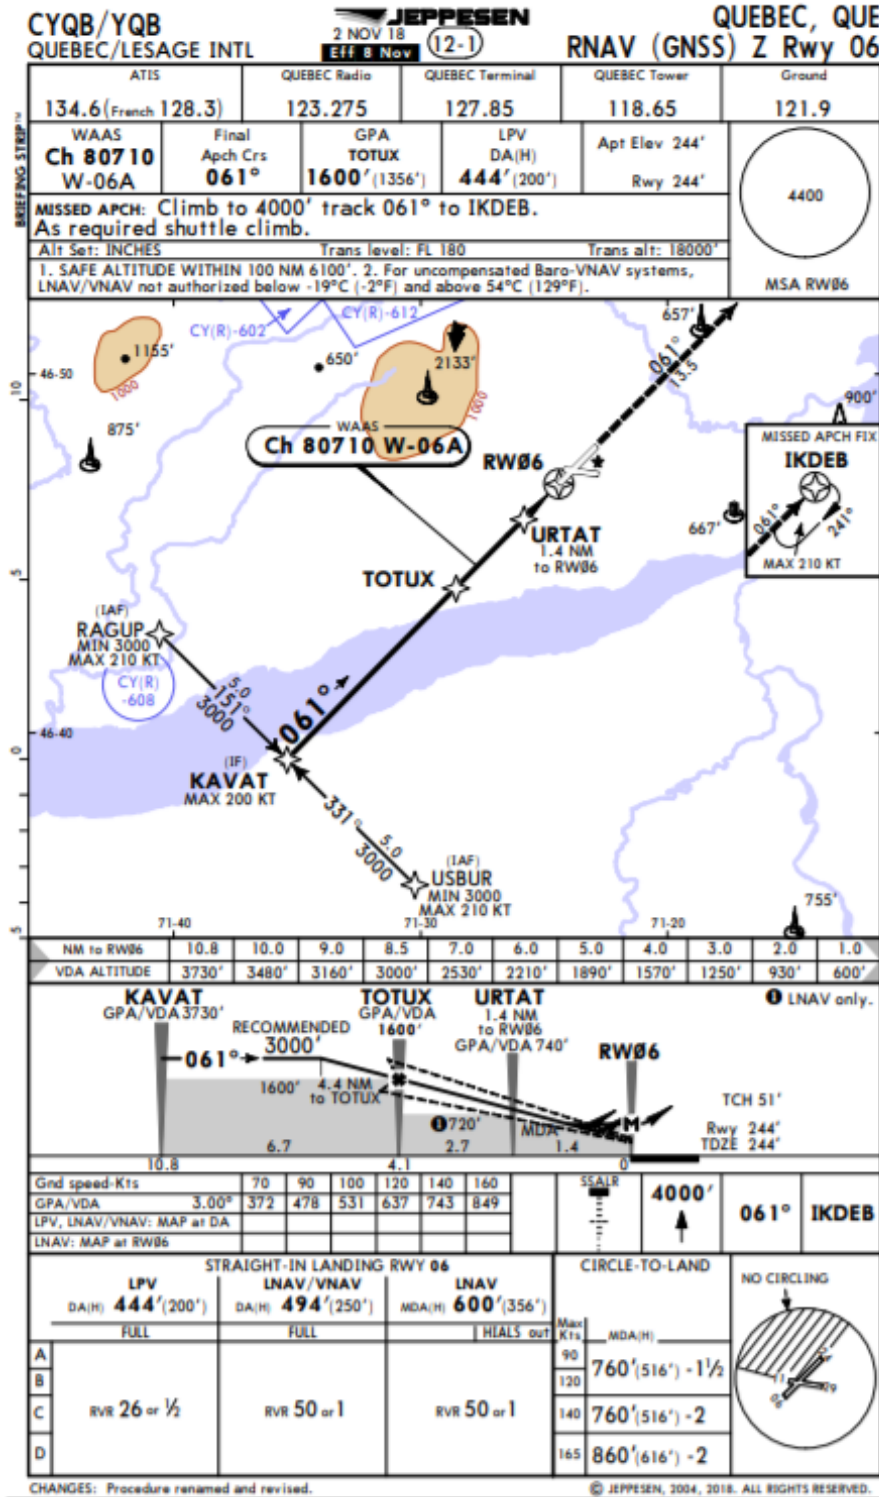 CYQB/YQB
QUEBEC/LESAGE INTL
JEPPESEN
2 NOV 18
Eff 8 Nov
12-1
QUEBEC, QUE
RNAV (GNSS) Z Rwy 06
BRIEFING STRIP™
ATIS
134.6(French 128.3)
QUEBEC Radio
123.275
QUEBEC Terminal
127.85
QUEBEC Tower
118.65
Ground
121.9
WAAS
Ch 80710
W-06A
Final
Apch Crs
061°
GPA
TOTUX
1600'(1356')
LPV
DA(H)
444'(200')
Apt Elev 244'
Rwy 244'
4400
MSA RWØ6
MISSED APCH: Climb to 4000' track 061° to IKDEB.
As required shuttle climb.
Alt Set: INCHES Trans level: FL 180 Trans alt: 18000'
1. SAFE ALTITUDE WITHIN 100 NM 6100'. 2. For uncompensated Baro-VNAV systems,
LNAV/VNAV not authorized below -19°C (-2°F) and above 54°C (129°F).
CY(R)-602
CY(R)-612
657'
1155'
1000
650'
2133'
1000
46-50
10
875'
900'
061°
13.5
WAAS
Ch 80710 W-06A
RWØ6
MISSED APCH FIX
IKDEB
061°
241°
MAX 210 KT
667'
URTAT
1.4 NM
to RWØ6
TOTUX
5
(IAF)
RAGUP
MIN 3000
MAX 210 KT
CY(R)
-608
5.0
151°
3000
061°
46-40
0
(IF)
KAVAT
MAX 200 KT
331°
5.0
3000
(IAF)
USBUR
MIN 3000
MAX 210 KT
755'
5
71-40
71-30
71-20
NM to RWØ6 10.8 10.0 9.0 8.5 7.0 6.0 5.0 4.0 3.0 2.0 1.0
VDA ALTITUDE 3730' 3480' 3160' 3000' 2530' 2210' 1890' 1570' 1250' 930' 600'
KAVAT
GPA/VDA 3730'
RECOMMENDED
3000'
061°
TOTUX
GPA/VDA
1600'
URTAT
1.4 NM
to RWØ6
GPA/VDA 740'
1 LNAV only.
RWØ6
1600'
4.4 NM
to TOTUX
1 720'
MDA
M
TCH 51'
Rwy 244'
TDZE 244'
6.7 2.7 1.4
10.8 4.1 0
Gnd speed-Kts 70 90 100 120 140 160
GPA/VDA 3.00° 372 478 531 637 743 849
LPV, LNAV/VNAV: MAP at DA
LNAV: MAP at RWØ6
SSALR
4000'
061°
IKDEB
STRAIGHT-IN LANDING RWY 06
LPV
DA(H) 444'(200')
LNAV/VNAV
DA(H) 494'(250')
LNAV
MDA(H) 600'(356')
FULL
FULL
HIALS out
A
B
C
D
RVR 26 or ½
RVR 50 or 1
RVR 50 or 1
CIRCLE-TO-LAND
Max
Kts
MDA(H)
90
120
760'(516') -1½
140
760'(516') -2
165
860'(616') -2
NO CIRCLING
24
11
29
06
CHANGES: Procedure renamed and revised.
© JEPPESEN, 2004, 2018. ALL RIGHTS RESERVED.